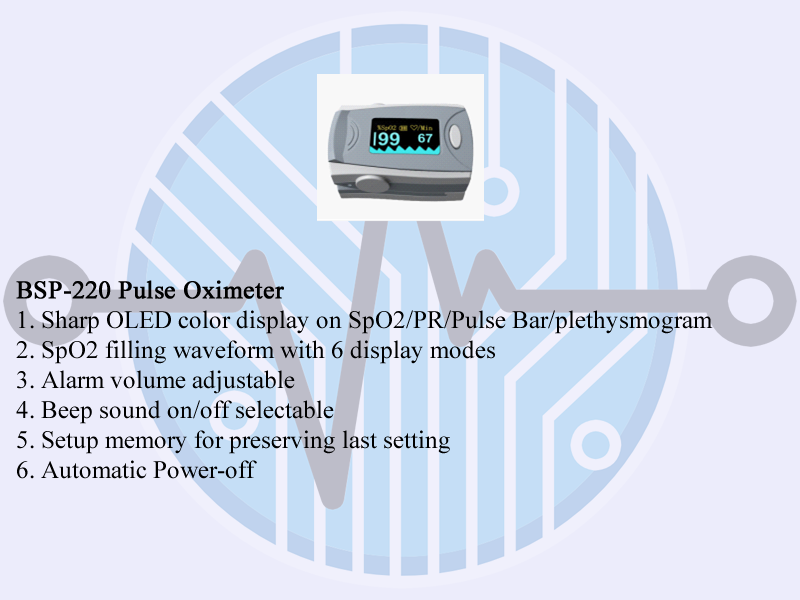 %SpO2 ♡/Min
99 67
BSP-220 Pulse Oximeter
1. Sharp OLED color display on SpO2/PR/Pulse Bar/plethysmogram
2. SpO2 filling waveform with 6 display modes
3. Alarm volume adjustable
4. Beep sound on/off selectable
5. Setup memory for preserving last setting
6. Automatic Power-off